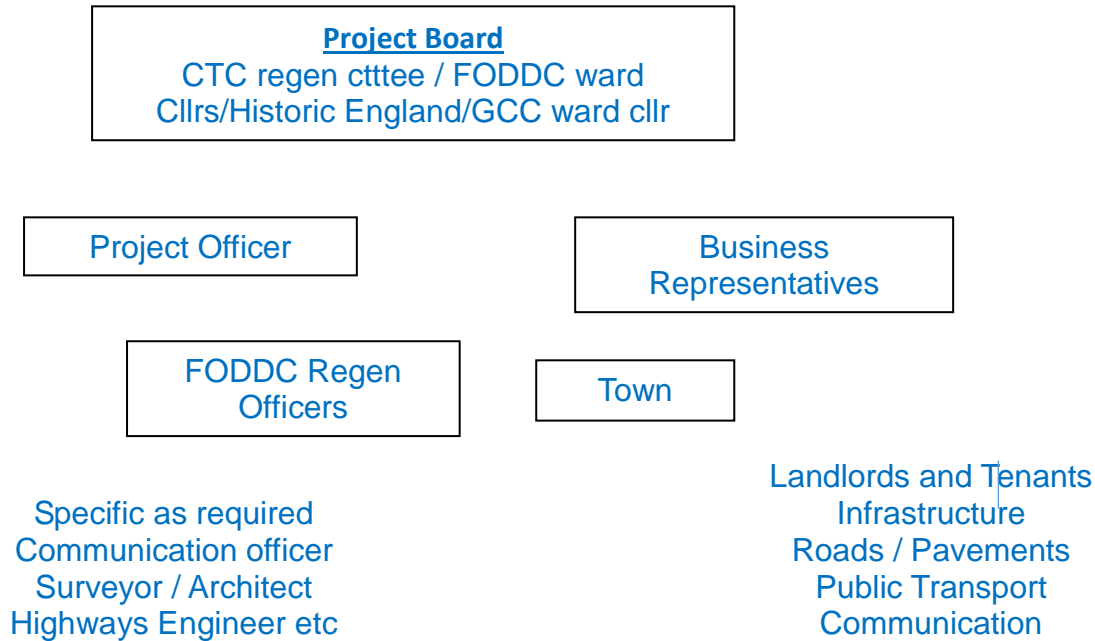 Project Board
CTC regen ctttee / FODDC ward
Cllrs/Historic England/GCC ward cllr
Project Officer
Business
Representatives
FODDC Regen
Officers
Town
Specific as required
Communication officer
Surveyor / Architect
Highways Engineer etc
Landlords and Tenants
Infrastructure
Roads / Pavements
Public Transport
Communication